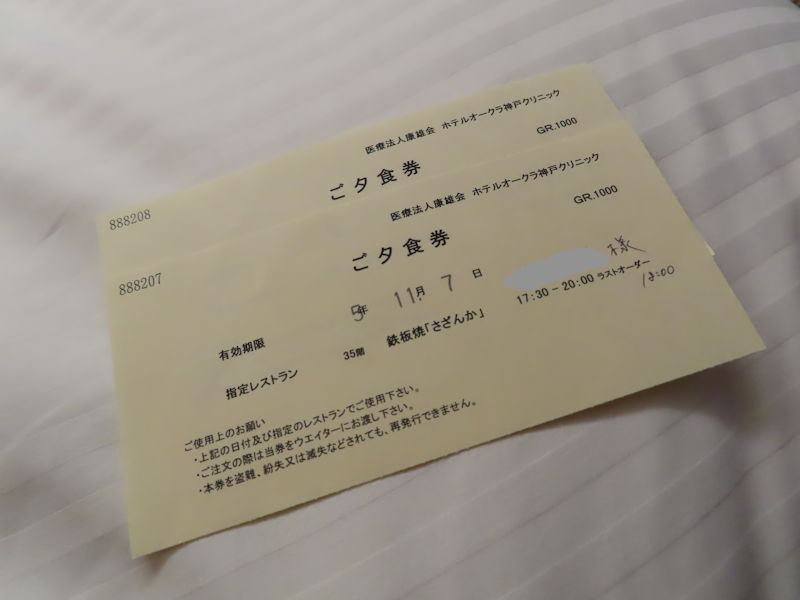 医療法人康雄会 ホテルオークラ神戸クリニック
GR.1000
ご夕食券
888208
医療法人康雄会 ホテルオークラ神戸クリニック
GR.1000
ご夕食券
888207
様
有効期限 5年 11月 7日
17:30-20:00 ラストオーダー
18:00
指定レストラン 35階 鉄板焼「さざんか」
ご使用上のお願い
・上記の日付及び指定のレストランでご使用下さい。
・ご注文の際は当券をウエイターにお渡し下さい。
・本券を盗難、紛失又は滅失などされても、再発行できません。